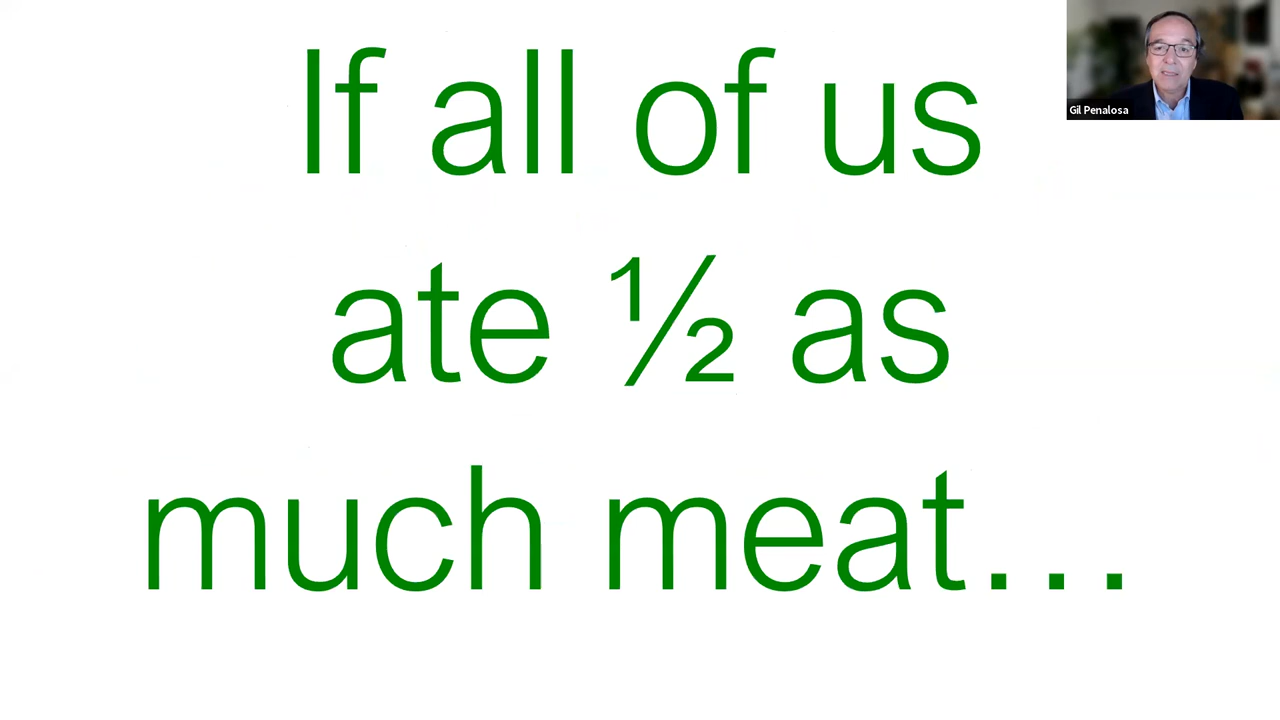 If all of us
ate ½ as
much meat...
Gil Penalosa